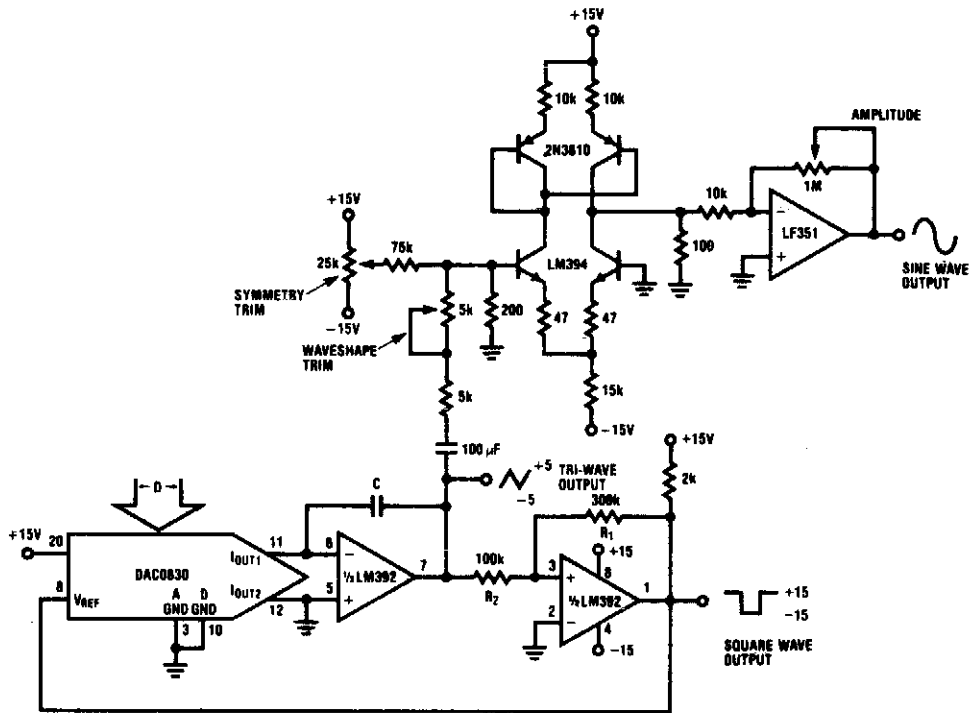 +15V
10k
10k
2N3810
AMPLITUDE
1M
10k
LF351
SINE WAVE
OUTPUT
100
+15V
25k
75k
SYMMETRY
TRIM
-15V
LM394
5k
200
47
47
WAVESHAPE
TRIM
5k
15k
-15V
100 μF
+5
TRI-WAVE
OUTPUT
-5
+15V
2k
D
C
300k
R1
+15V
20
11
6
IOUT1
DAC0830
½ LM392
7
100k
R2
3
+15
8
½ LM392
1
+15
-15
8
VREF
A
GND
D
GND
IOUT2
12
5
3
10
2
4
-15
SQUARE WAVE
OUTPUT